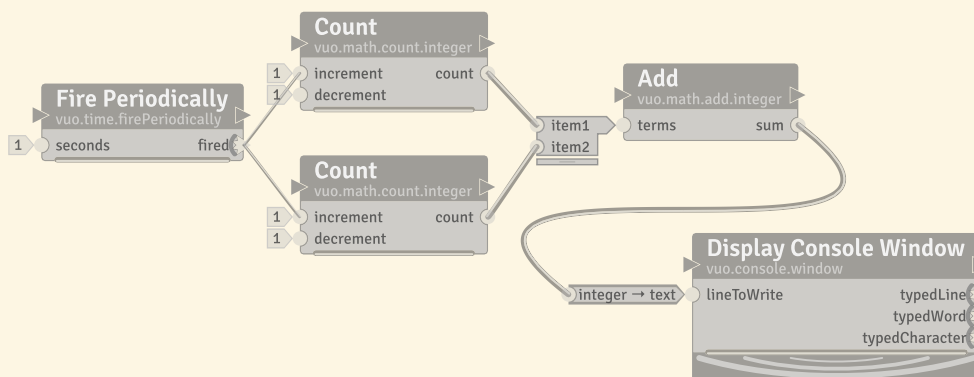 Fire Periodically
vuo.time.firePeriodically
1 seconds fired
Count
vuo.math.count.integer
1 increment count
1 decrement
Count
vuo.math.count.integer
1 increment count
1 decrement
item1
item2
Add
vuo.math.add.integer
terms sum
integer → text
Display Console Window
vuo.console.window
lineToWrite typedLine
typedWord
typedCharacter